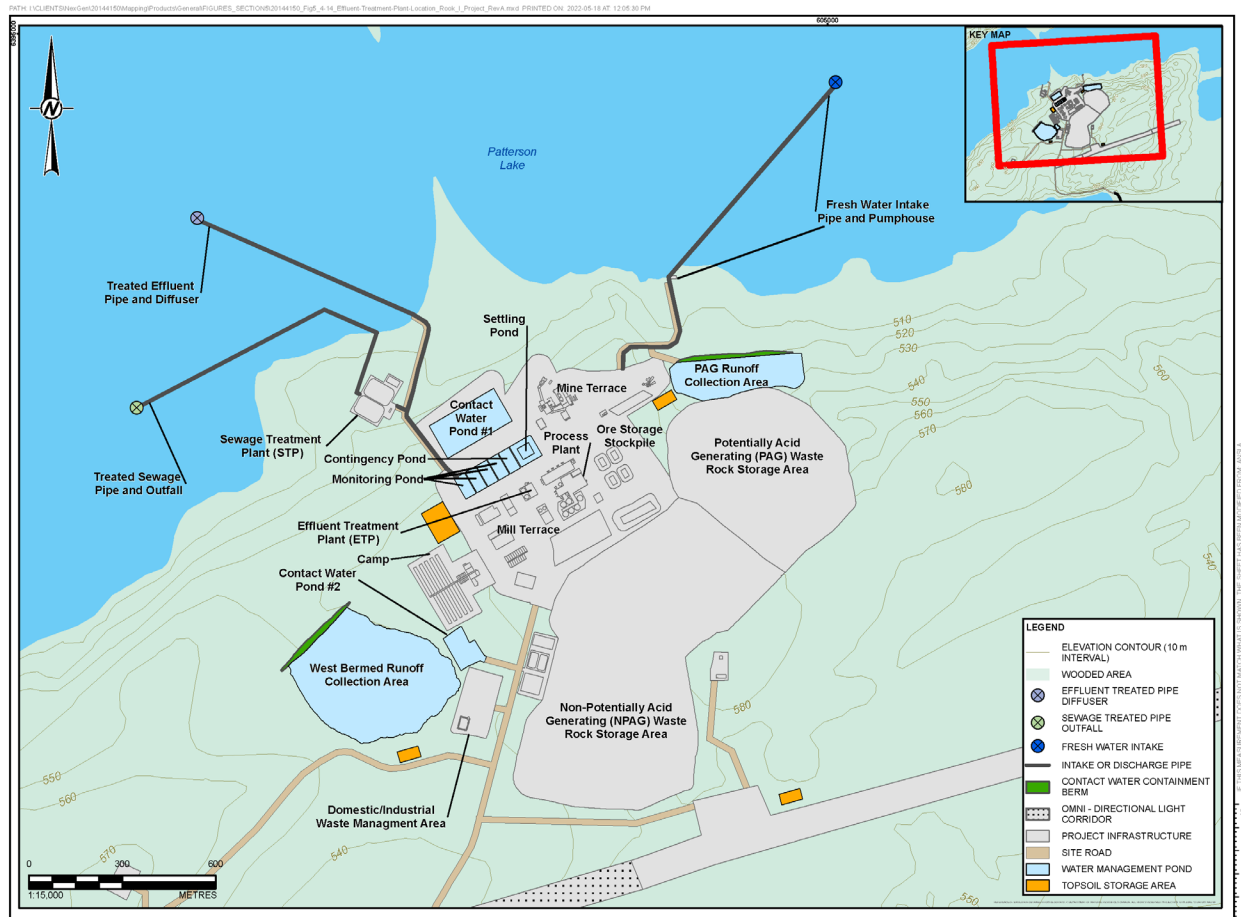 PATH: I:\CLIENTS\NexGen\20144150\Mapping\Products\General\FIGURES_SECTION5\20144150_Fig5_4-14_Effluent-Treatment-Plant-Location_Rook_I_Project_RevA.mxd PRINTED ON: 2022-05-18 AT: 12:05:30 PM
605000
KEY MAP
N
Patterson
Lake
Fresh Water Intake
Pipe and Pumphouse
Treated Effluent
Pipe and Diffuser
Settling
Pond
510
520
530
540
550
560
570
580
560
540
PAG Runoff
Collection Area
Mine Terrace
Contact
Water
Pond #1
Sewage Treatment
Plant (STP)
Process
Plant
Ore Storage
Stockpile
Potentially Acid
Generating (PAG) Waste
Rock Storage Area
Contingency Pond
Monitoring Pond
Treated Sewage
Pipe and Outfall
Effluent Treatment
Plant (ETP)
Mill Terrace
Camp
Contact Water
Pond #2
West Bermed Runoff
Collection Area
Non-Potentially Acid
Generating (NPAG) Waste
Rock Storage Area
580
550
560
570
540
550
Domestic/Industrial
Waste Managment Area
0
300
600
1:15,000
METRES
LEGEND
ELEVATION CONTOUR (10 m
INTERVAL)
WOODED AREA
EFFLUENT TREATED PIPE
DIFFUSER
SEWAGE TREATED PIPE
OUTFALL
FRESH WATER INTAKE
INTAKE OR DISCHARGE PIPE
CONTACT WATER CONTAINMENT
BERM
OMNI - DIRECTIONAL LIGHT
CORRIDOR
PROJECT INFRASTRUCTURE
SITE ROAD
WATER MANAGEMENT POND
TOPSOIL STORAGE AREA